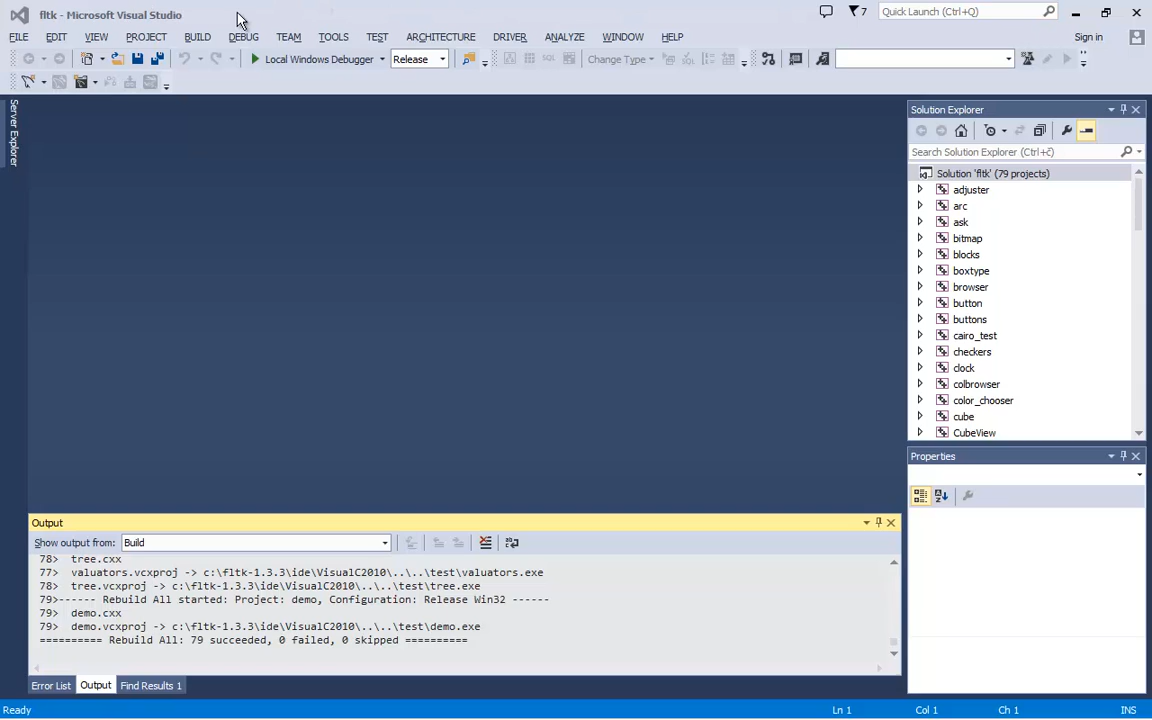 fltk - Microsoft Visual Studio
7
Quick Launch (Ctrl+Q)
FILE EDIT VIEW PROJECT BUILD DEBUG TEAM TOOLS TEST ARCHITECTURE DRIVER ANALYZE WINDOW HELP
Sign in
Local Windows Debugger
Release
SQL
Change Type
Server Explorer
Solution Explorer
Search Solution Explorer (Ctrl+č)
Solution 'fltk' (79 projects)
adjuster
arc
ask
bitmap
blocks
boxtype
browser
button
buttons
cairo_test
checkers
clock
colbrowser
color_chooser
cube
CubeView
Properties
Output
Show output from: Build
78>  tree.cxx
77>  valuators.vcxproj -> c:\fltk-1.3.3\ide\VisualC2010\..\..\test\valuators.exe
78>  tree.vcxproj -> c:\fltk-1.3.3\ide\VisualC2010\..\..\test\tree.exe
79>------ Rebuild All started: Project: demo, Configuration: Release Win32 ------
79>  demo.cxx
79>  demo.vcxproj -> c:\fltk-1.3.3\ide\VisualC2010\..\..\test\demo.exe
========== Rebuild All: 79 succeeded, 0 failed, 0 skipped ==========
Error List Output Find Results 1
Ready Ln 1 Col 1 Ch 1 INS